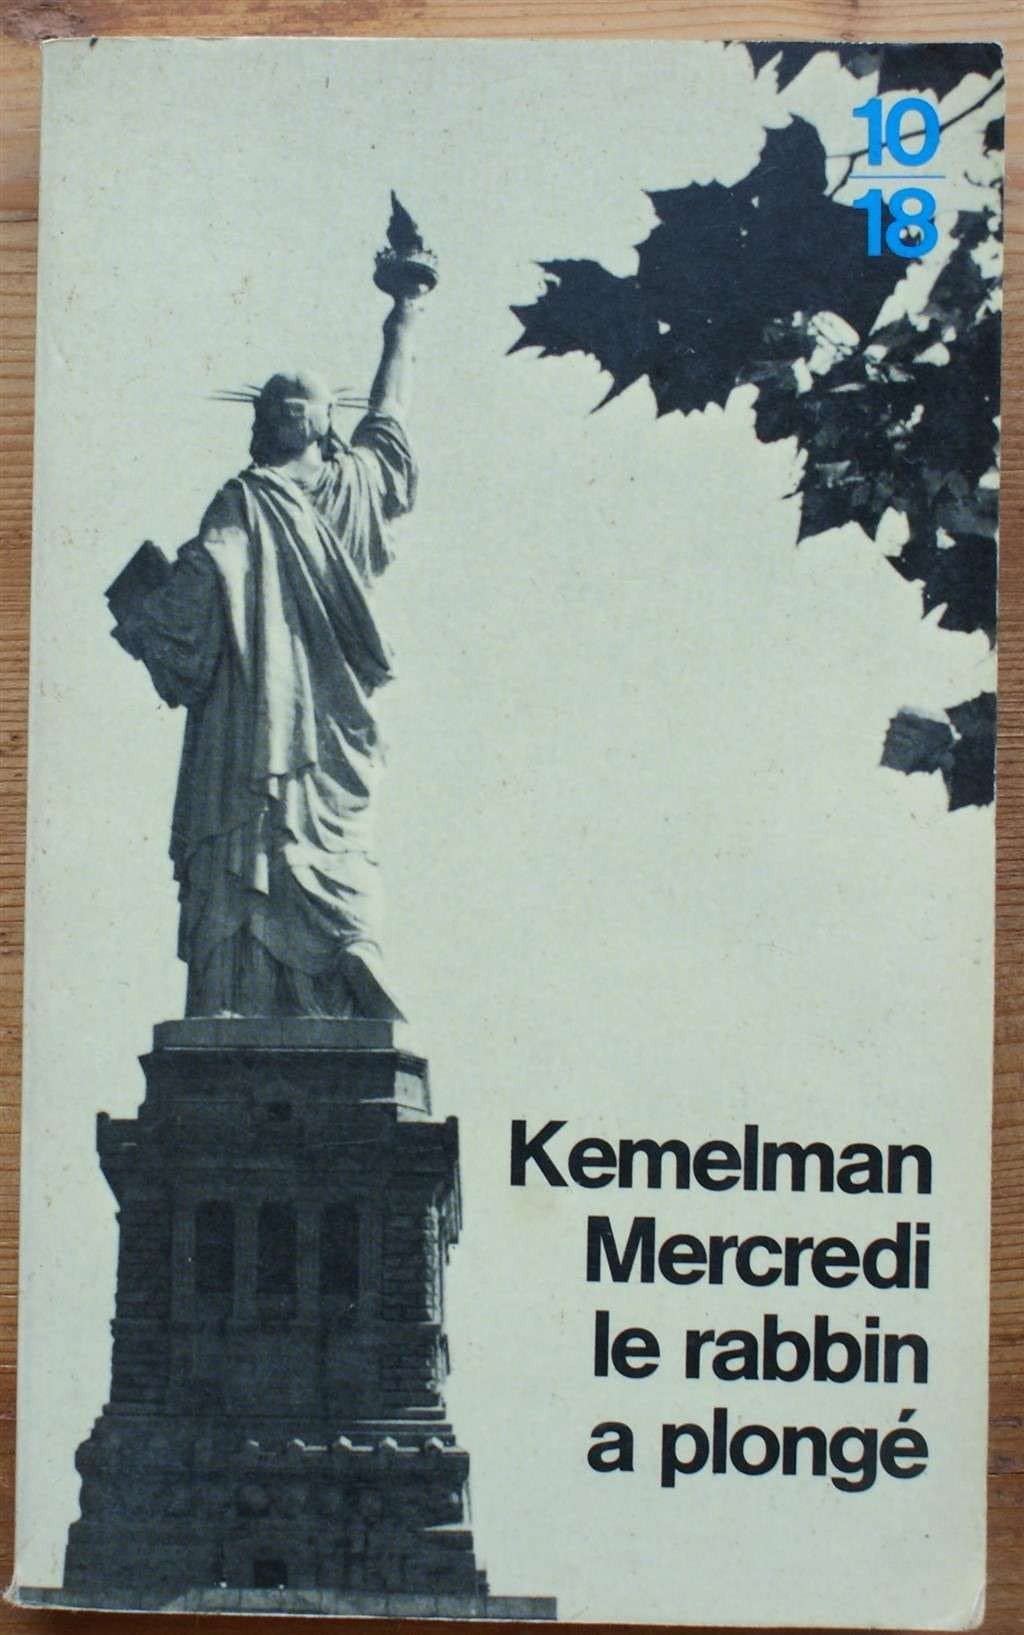 10
18
Kemelman
Mercredi
le rabbin
a plongé